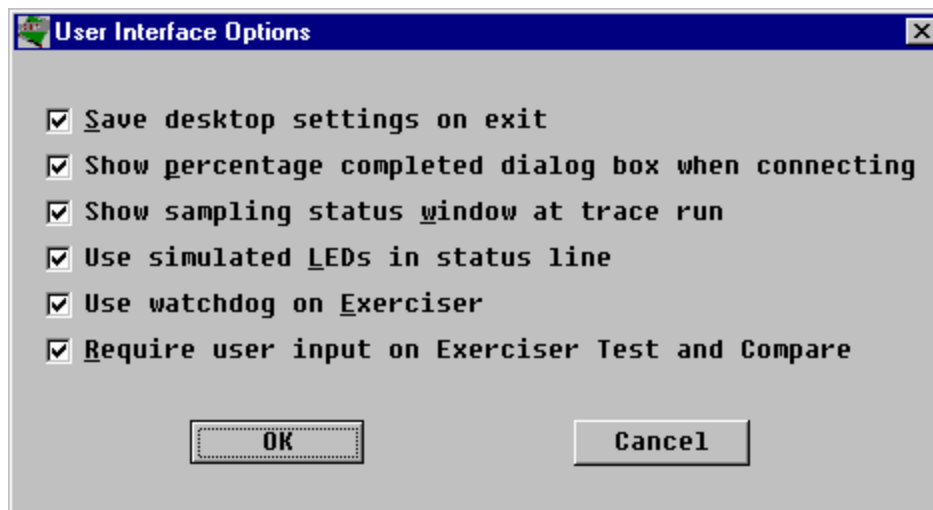 User Interface Options
Save desktop settings on exit
Show percentage completed dialog box when connecting
Show sampling status window at trace run
Use simulated LEDs in status line
Use watchdog on Exerciser
Require user input on Exerciser Test and Compare
OK Cancel